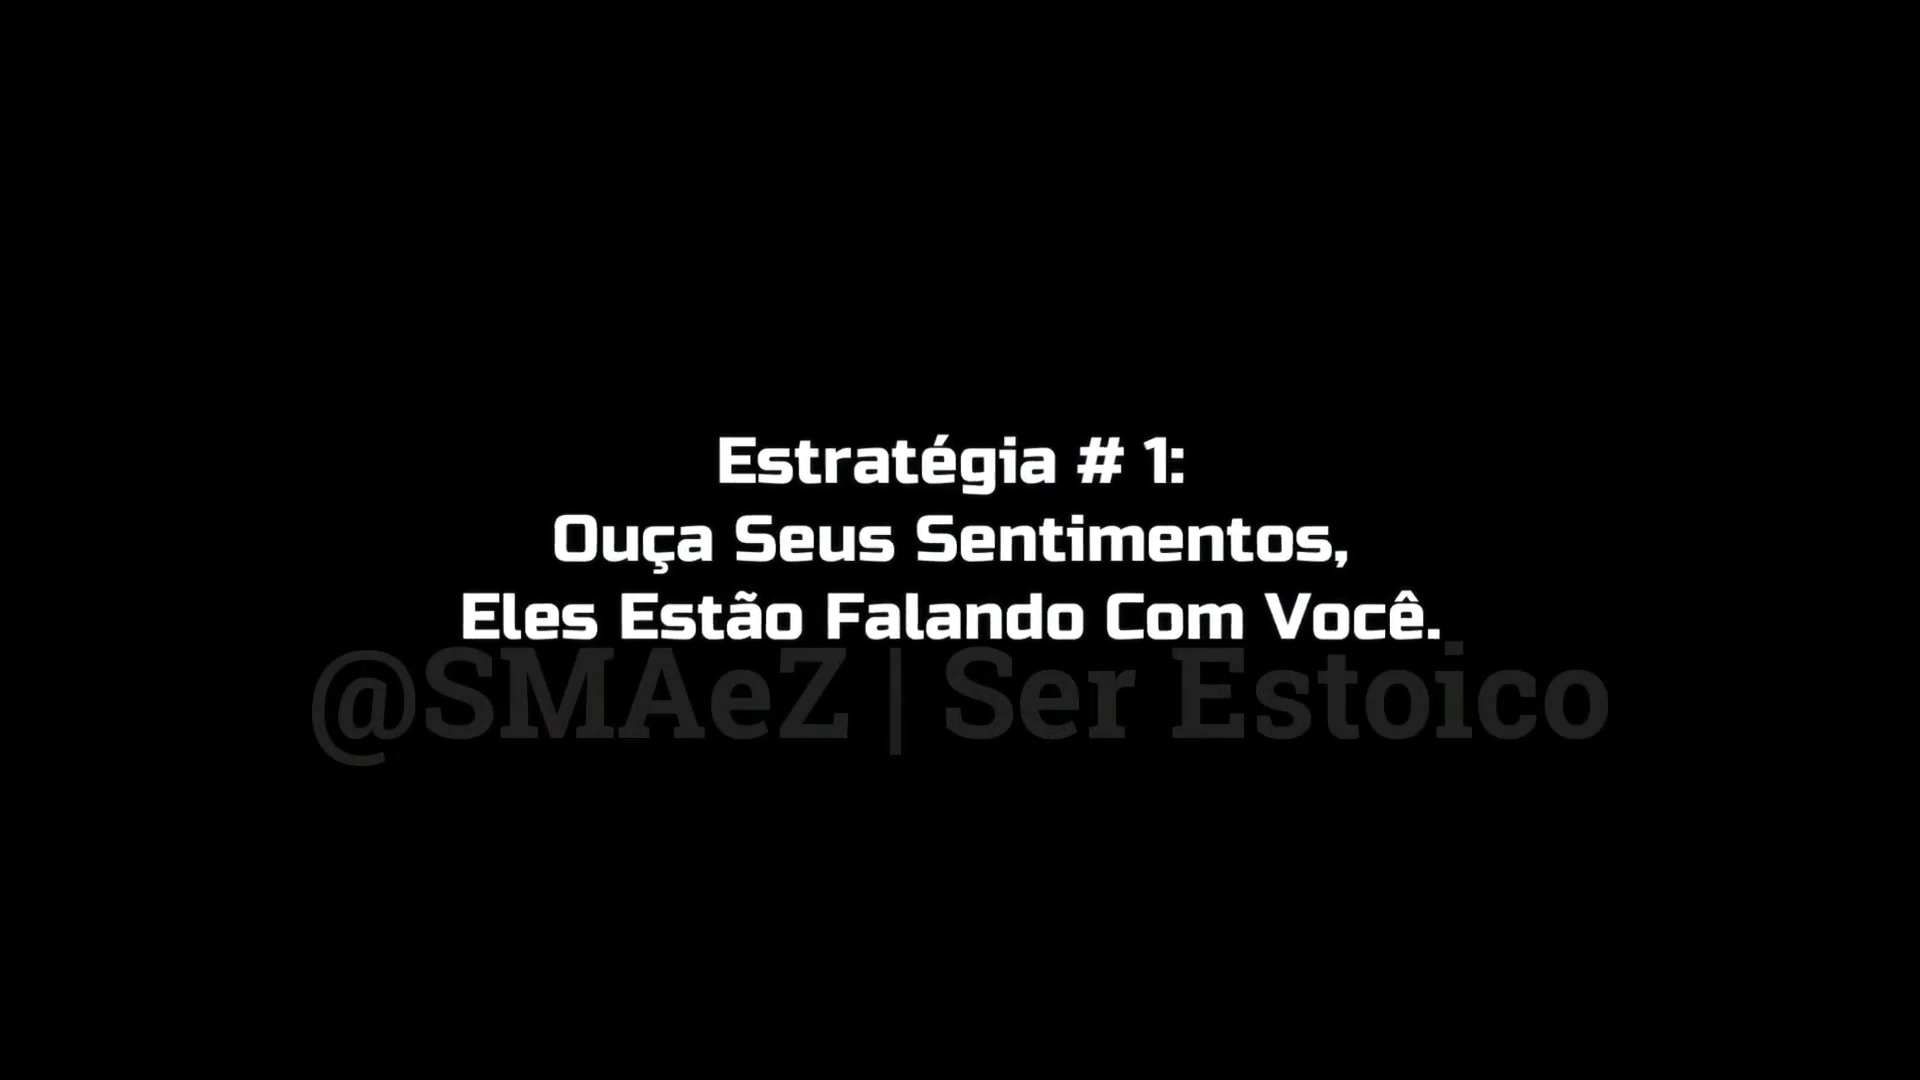 Estratégia # 1:
Ouça Seus Sentimentos,
Eles Estão Falando Com Você.
@SMAeZ | Ser Estoico